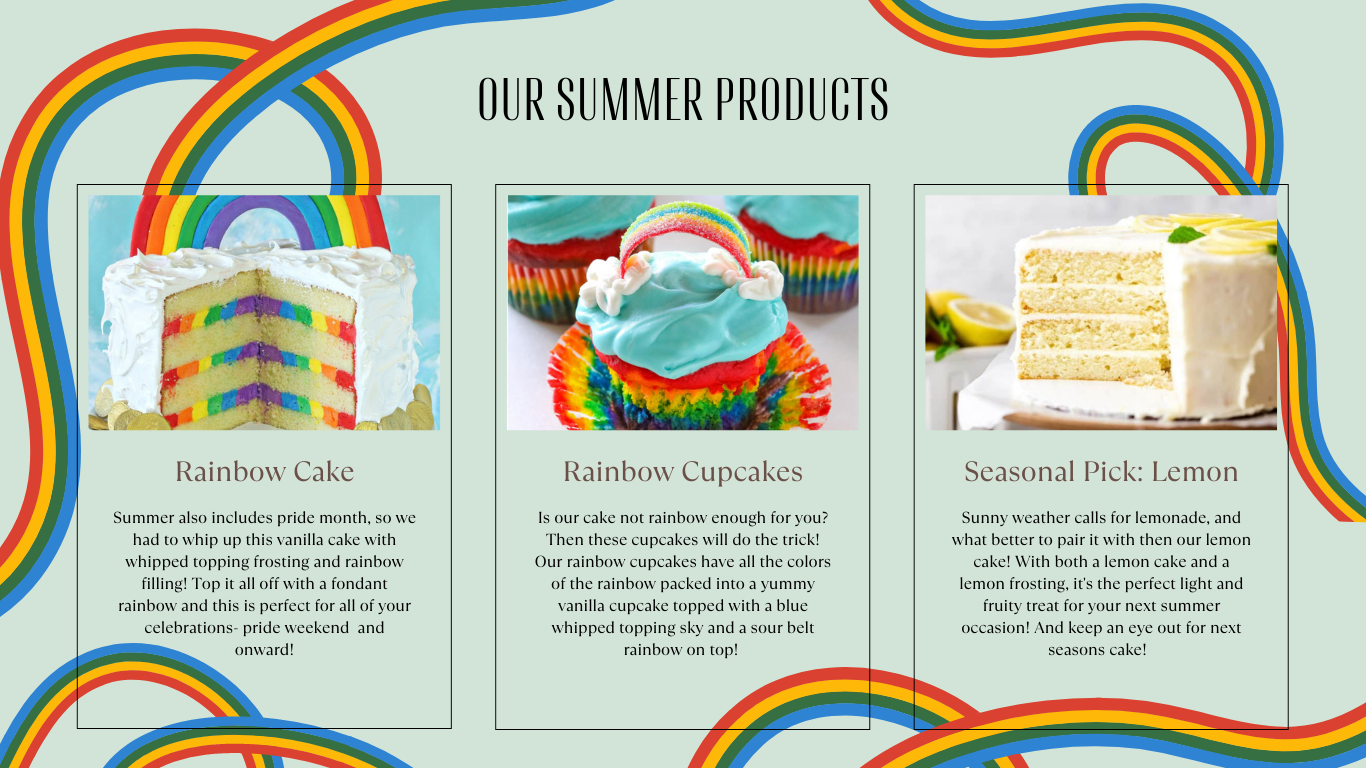 OUR SUMMER PRODUCTS
Rainbow Cake
Summer also includes pride month, so we
had to whip up this vanilla cake with
whipped topping frosting and rainbow
filling! Top it all off with a fondant
rainbow and this is perfect for all of your
celebrations- pride weekend  and
onward!
Rainbow Cupcakes
Is our cake not rainbow enough for you?
Then these cupcakes will do the trick!
Our rainbow cupcakes have all the colors
of the rainbow packed into a yummy
vanilla cupcake topped with a blue
whipped topping sky and a sour belt
rainbow on top!
Seasonal Pick: Lemon
Sunny weather calls for lemonade, and
what better to pair it with then our lemon
cake! With both a lemon cake and a
lemon frosting, it's the perfect light and
fruity treat for your next summer
occasion! And keep an eye out for next
seasons cake!